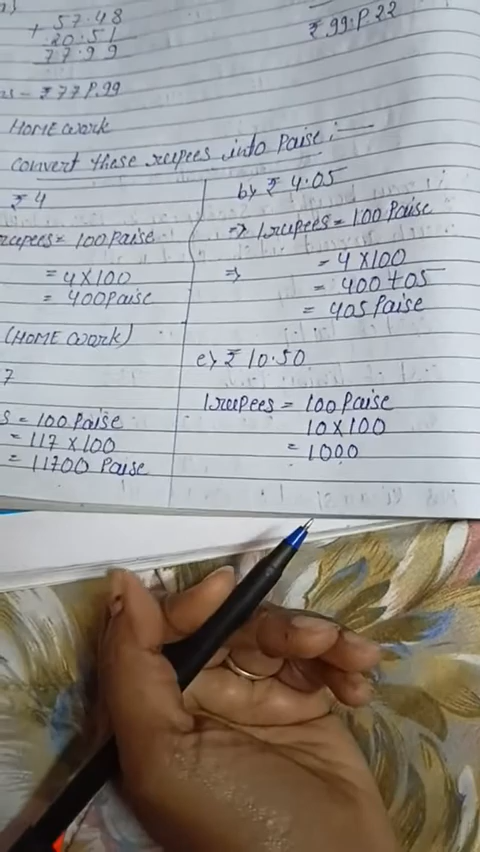 + 57.48
20.51
77.99
₹ 99.P.22
- ₹ 77 P.99
HOME work
convert these rupees into Paise :—
₹ 4
rupees = 100 Paise
= 4 X 100
= 400 Paise
b) ₹ 4.05
⇒ 1 rupees = 100 Paise
⇒ = 4 X 100
= 400 + 05
= 405 Paise
(HOME work)
7
s = 100 Paise
= 117 X 100
= 11700 Paise
e) ₹ 10.50
1 rupees = 100 Paise
10 X 100
= 1000